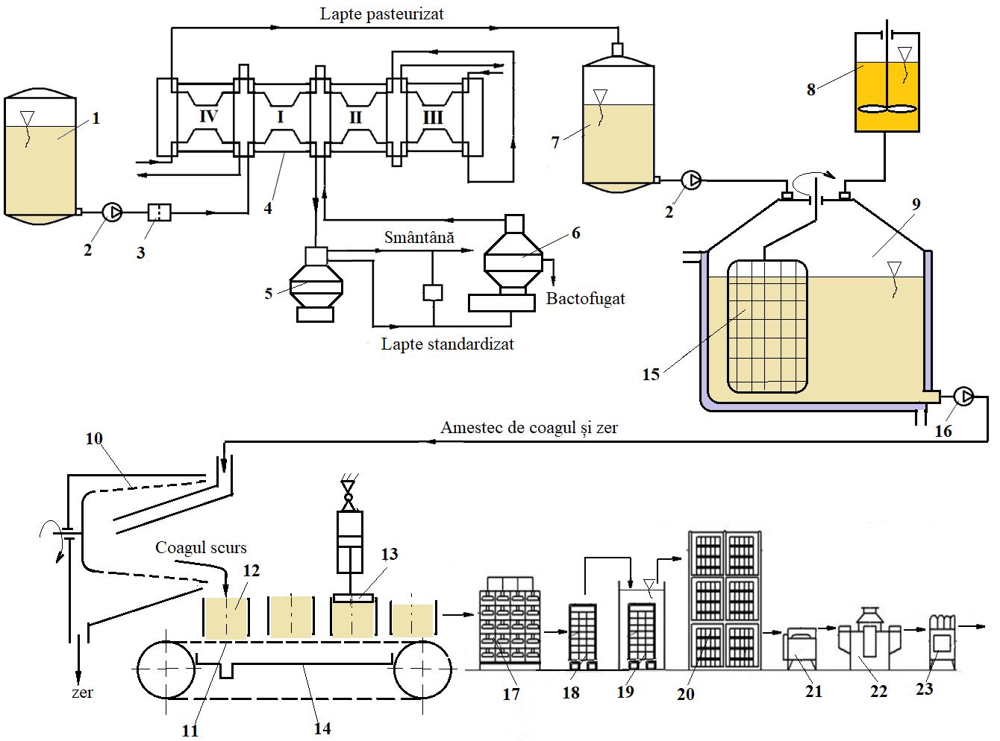 Lapte pasteurizat
8
IV
I
II
III
1
7
4
2
3
2
9
Smântână
6
5
Bactofugat
Lapte standardizat
15
16
Amestec de coagul și zer
10
Coagul scurs
12
13
zer
11
14
17
18
19
20
21
22
23